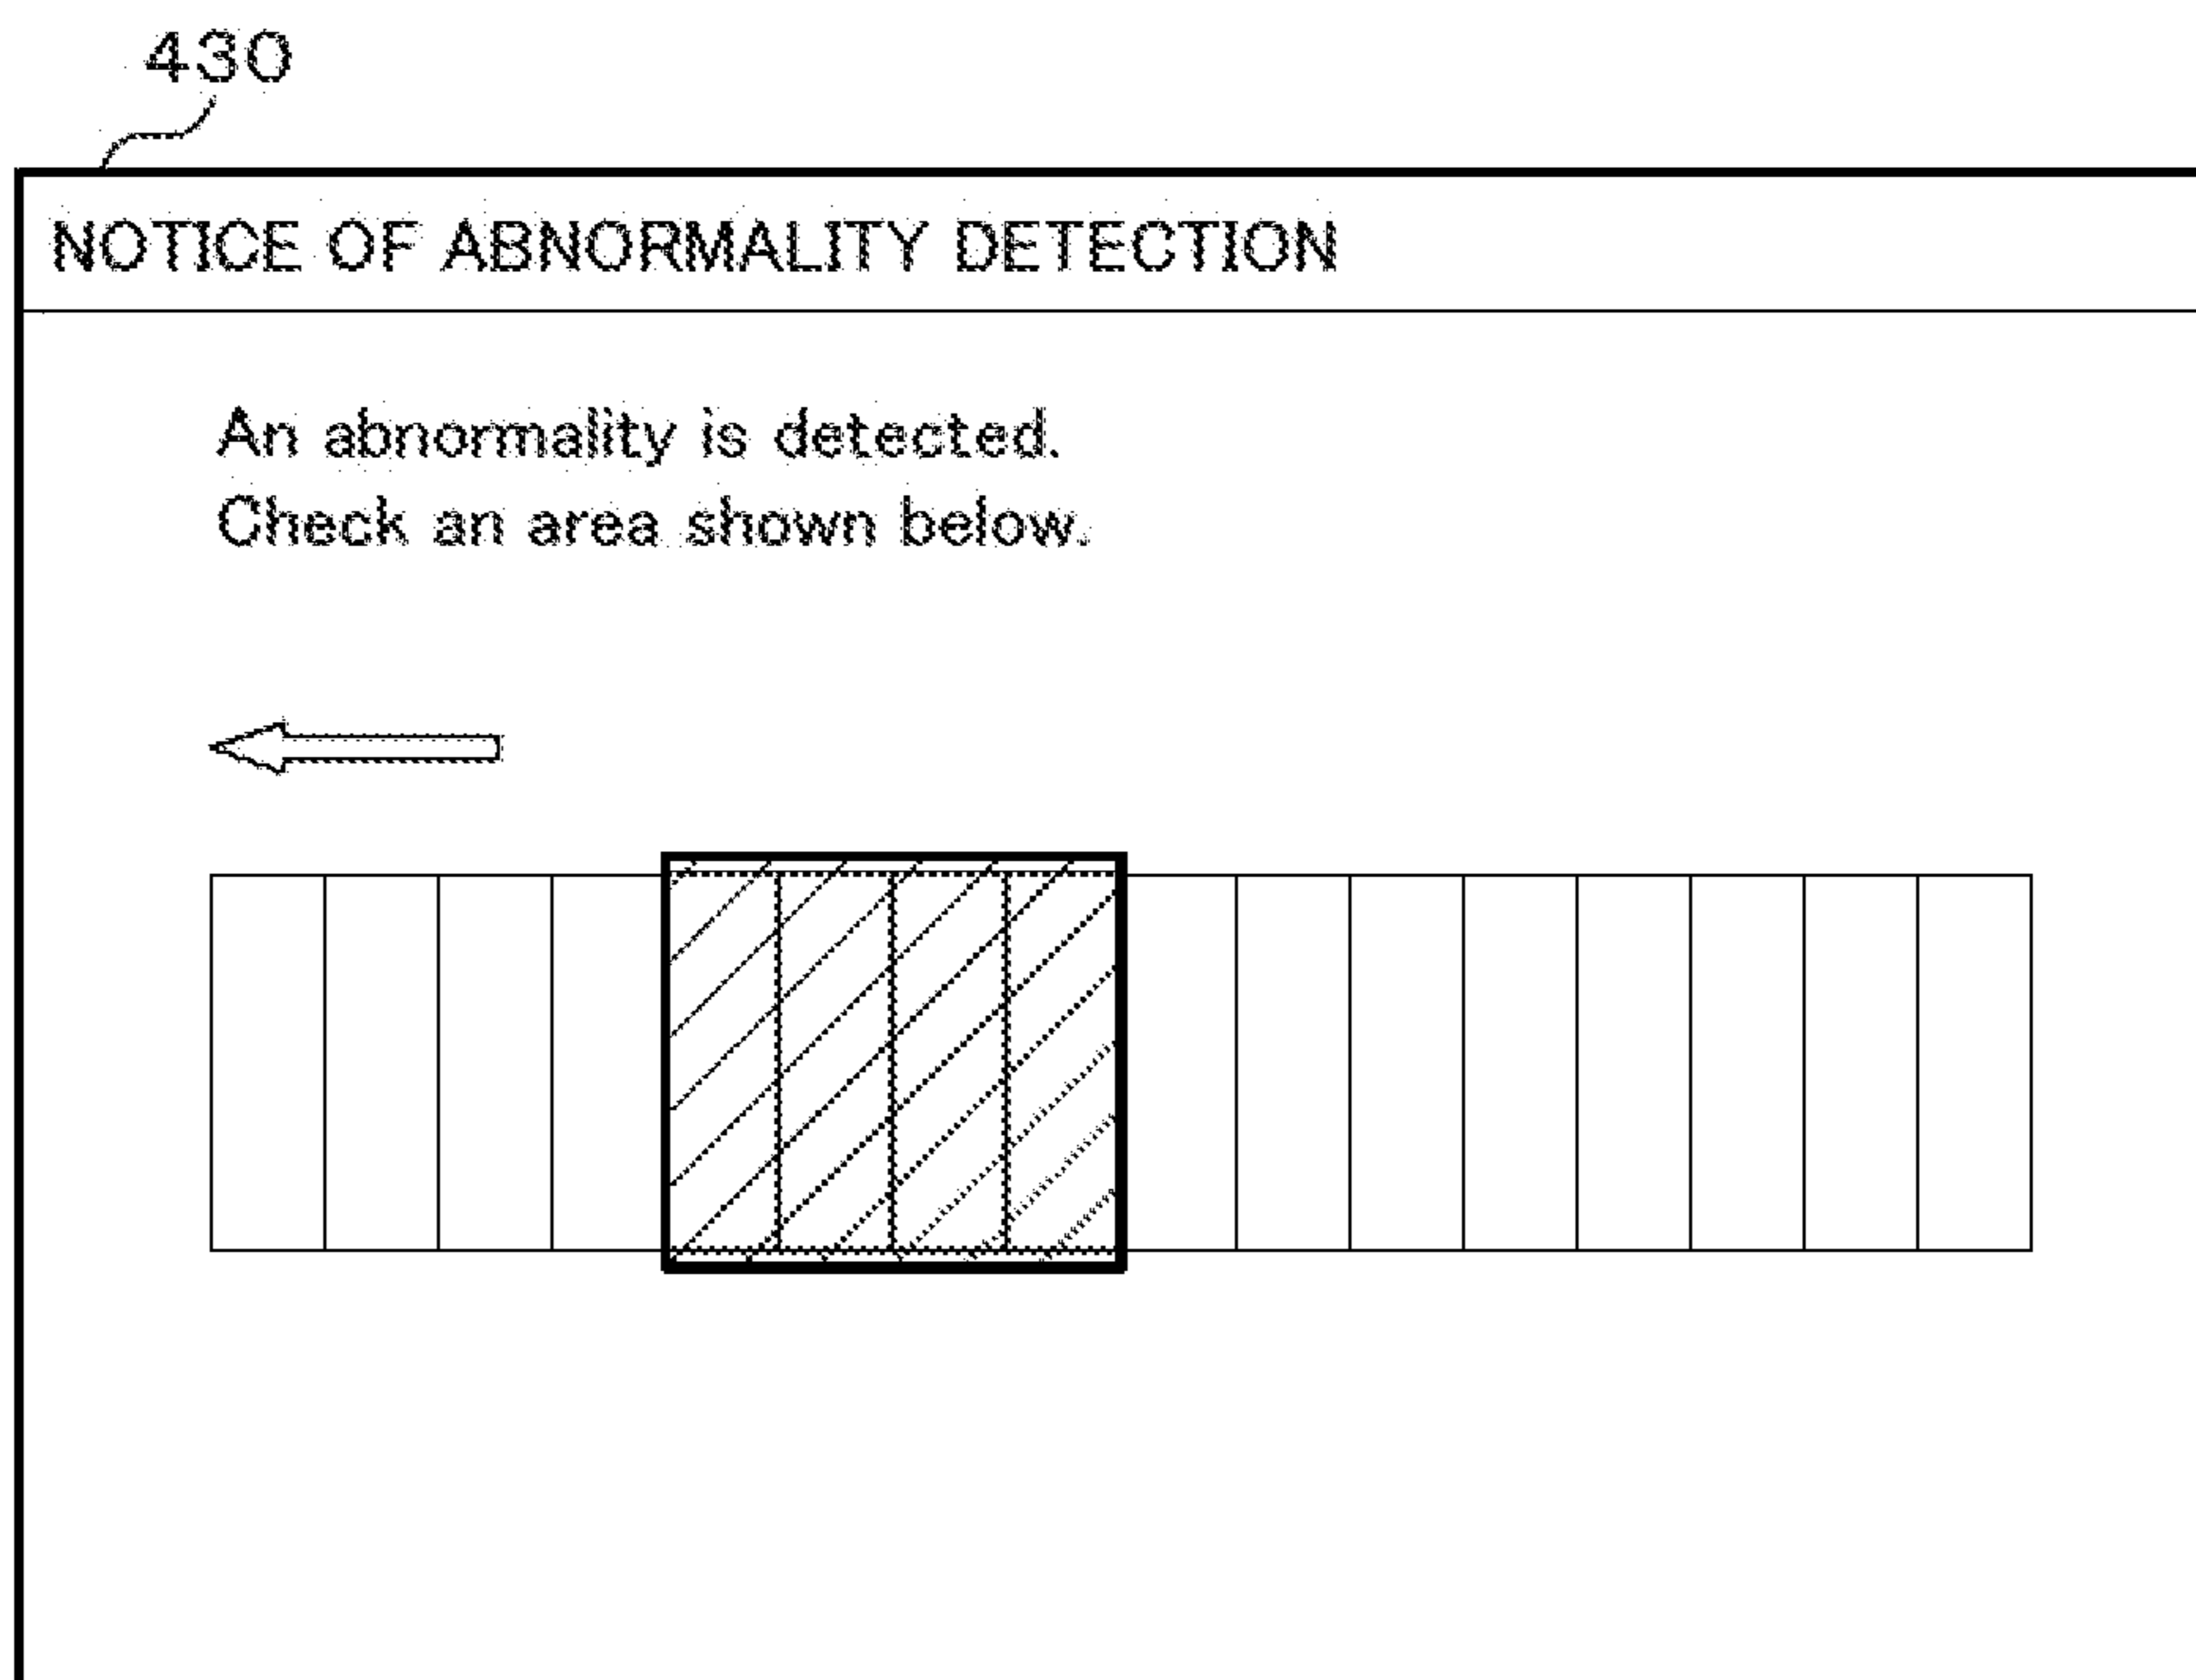 430
NOTICE OF ABNORMALITY DETECTION
An abnormality is detected.
Check an area shown below.